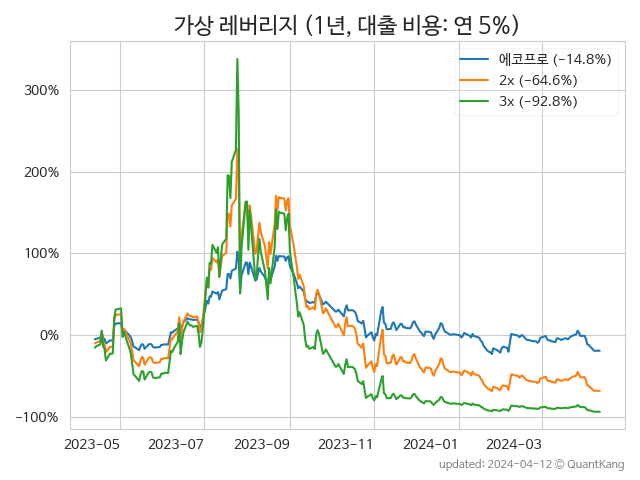 가상 레버리지 (1년, 대출 비용: 연 5%)
에코프로 (−14.8%)
2x (−64.6%)
3x (−92.8%)
300%
200%
100%
0%
−100%
2023-05 2023-07 2023-09 2023-11 2024-01 2024-03
updated: 2024-04-12 © QuantKang